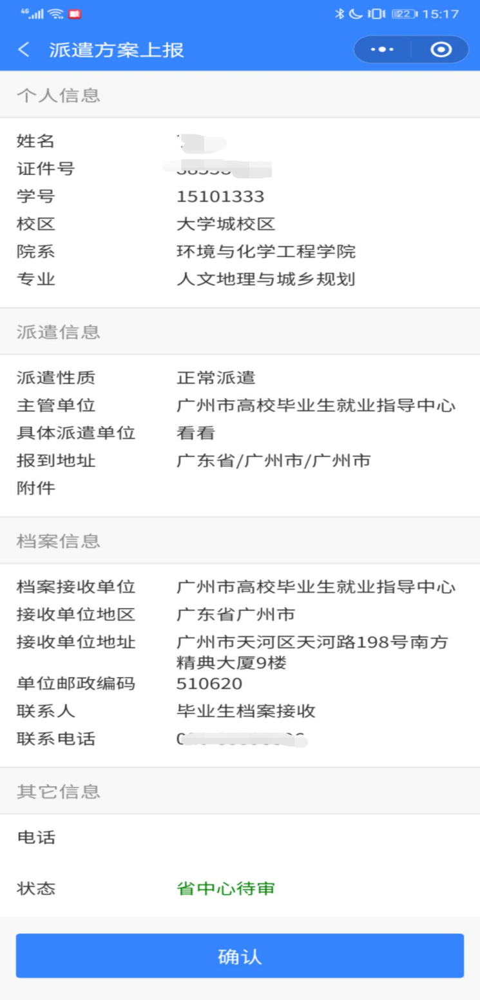 4G
22
15:17
派遣方案上报
个人信息
姓名
证件号
学号 15101333
校区 大学城校区
院系 环境与化学工程学院
专业 人文地理与城乡规划
派遣信息
派遣性质 正常派遣
主管单位 广州市高校毕业生就业指导中心
具体派遣单位 看看
报到地址 广东省/广州市/广州市
附件
档案信息
档案接收单位 广州市高校毕业生就业指导中心
接收单位地区 广东省广州市
接收单位地址 广州市天河区天河路198号南方
精典大厦9楼
单位邮政编码 510620
联系人 毕业生档案接收
联系电话
其它信息
电话
状态 省中心待审
确认